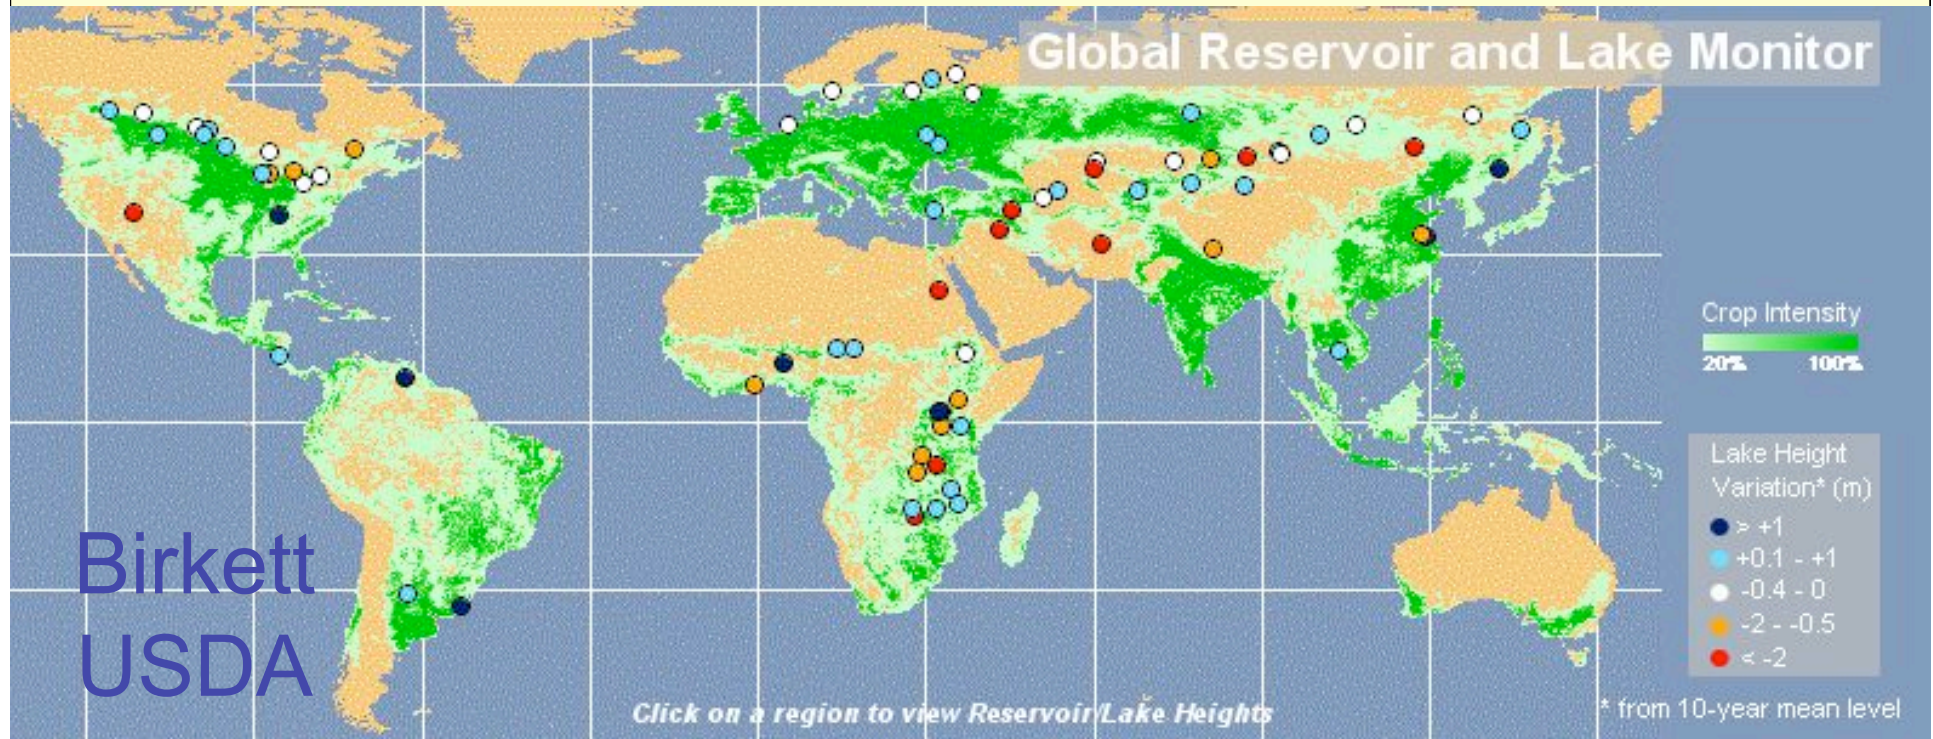 Global Reservoir and Lake Monitor
Crop Intensity
20% 100%
Lake Height
Variation* (m)
> +1
+0.1 - +1
-0.4 - 0
-2 - -0.5
< -2
Birkett
USDA
Click on a region to view Reservoir/Lake Heights
* from 10-year mean level